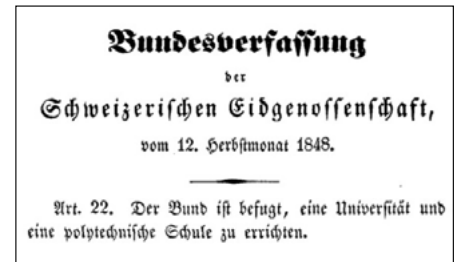 Bundesverfassung
der
Schweizerischen Eidgenossenschaft,
vom 12. Herbstmonat 1848.
Art. 22. Der Bund ist befugt, eine Universität und
eine polytechnische Schule zu errichten.